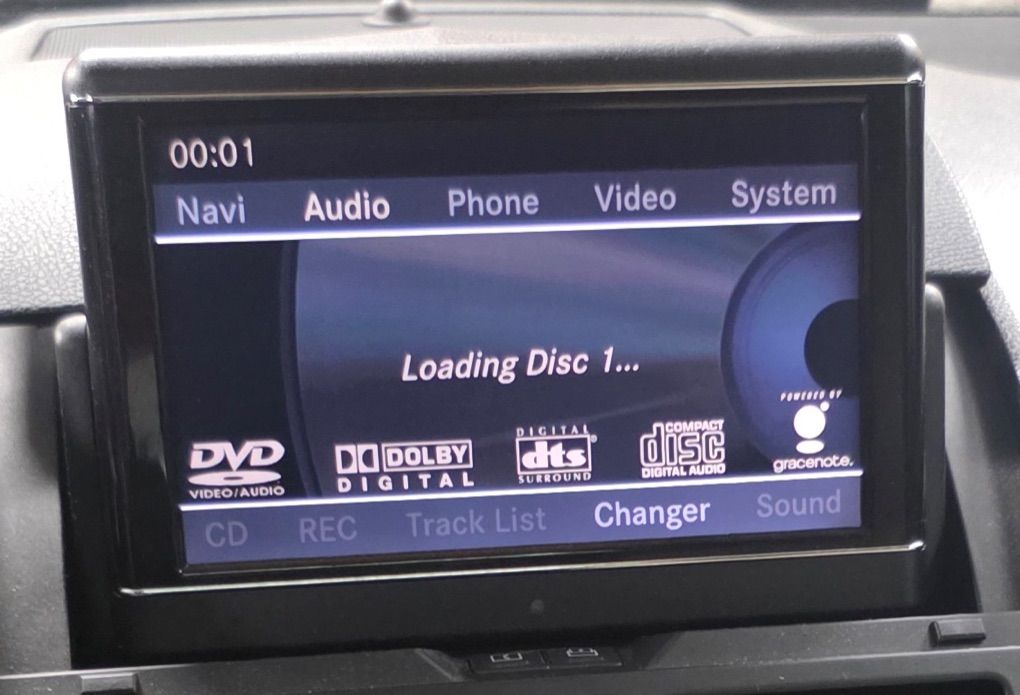 00:01
Navi Audio Phone Video System
Loading Disc 1...
DVD
VIDEO/AUDIO
DOLBY
DIGITAL
DIGITAL
dts®
SURROUND
COMPACT
disc
DIGITAL AUDIO
POWERED BY
®
gracenote.
CD REC Track List Changer Sound